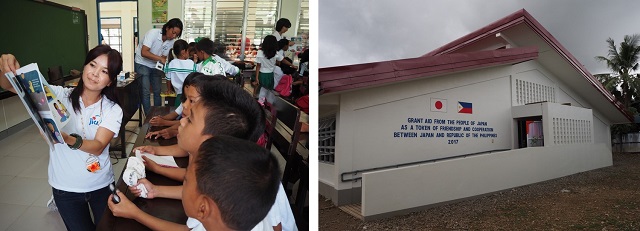 GRANT AID FROM THE PEOPLE OF JAPAN
AS A TOKEN OF FRIENDSHIP AND COOPERATION
BETWEEN JAPAN AND REPUBLIC OF THE PHILIPPINES
2017